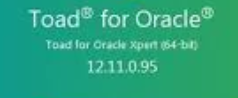 Toad® for Oracle®
Toad for Oracle Xpert (64-bit)
12.11.0.95